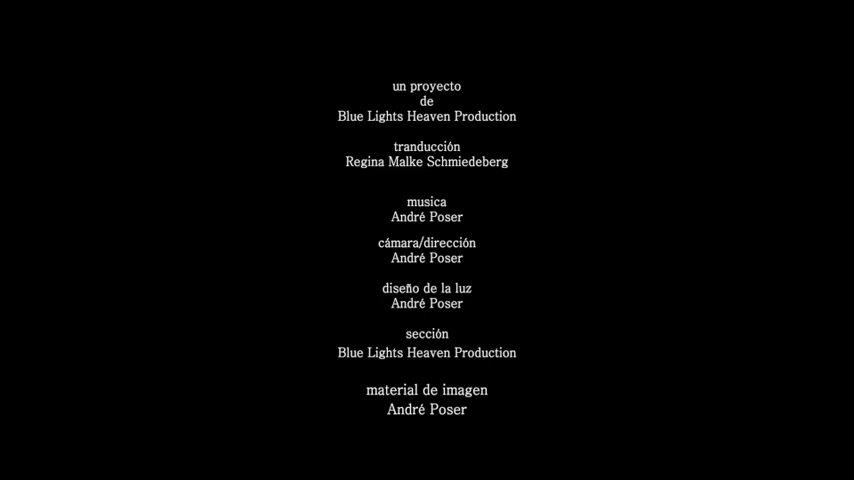 un proyecto
de
Blue Lights Heaven Production
tranducción
Regina Malke Schmiedeberg
musica
André Poser
cámara/dirección
André Poser
diseño de la luz
André Poser
sección
Blue Lights Heaven Production
material de imagen
André Poser